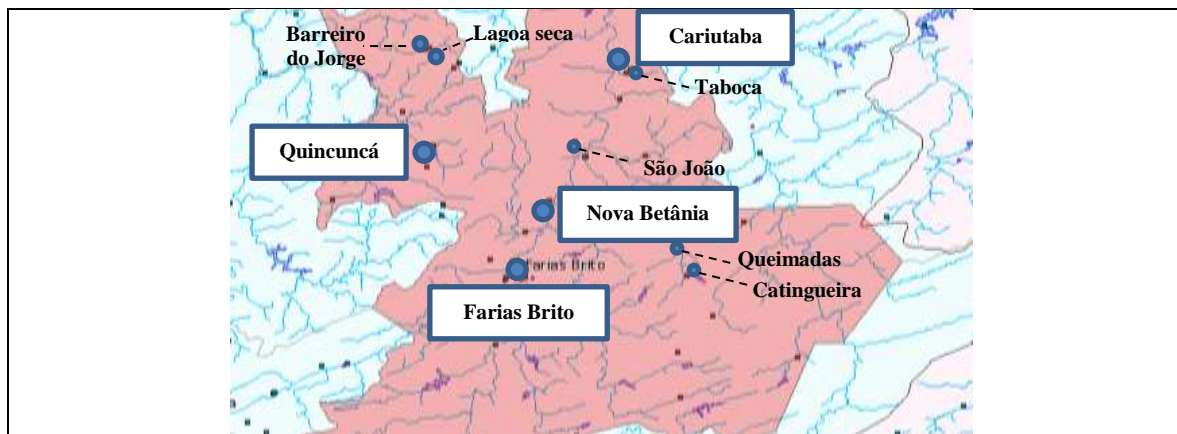 Barreiro
do Jorge
Lagoa seca
Cariutaba
Taboca
Quincuncá
São João
Nova Betânia
Queimadas
Farias Brito
Catingueira
Farias Brito